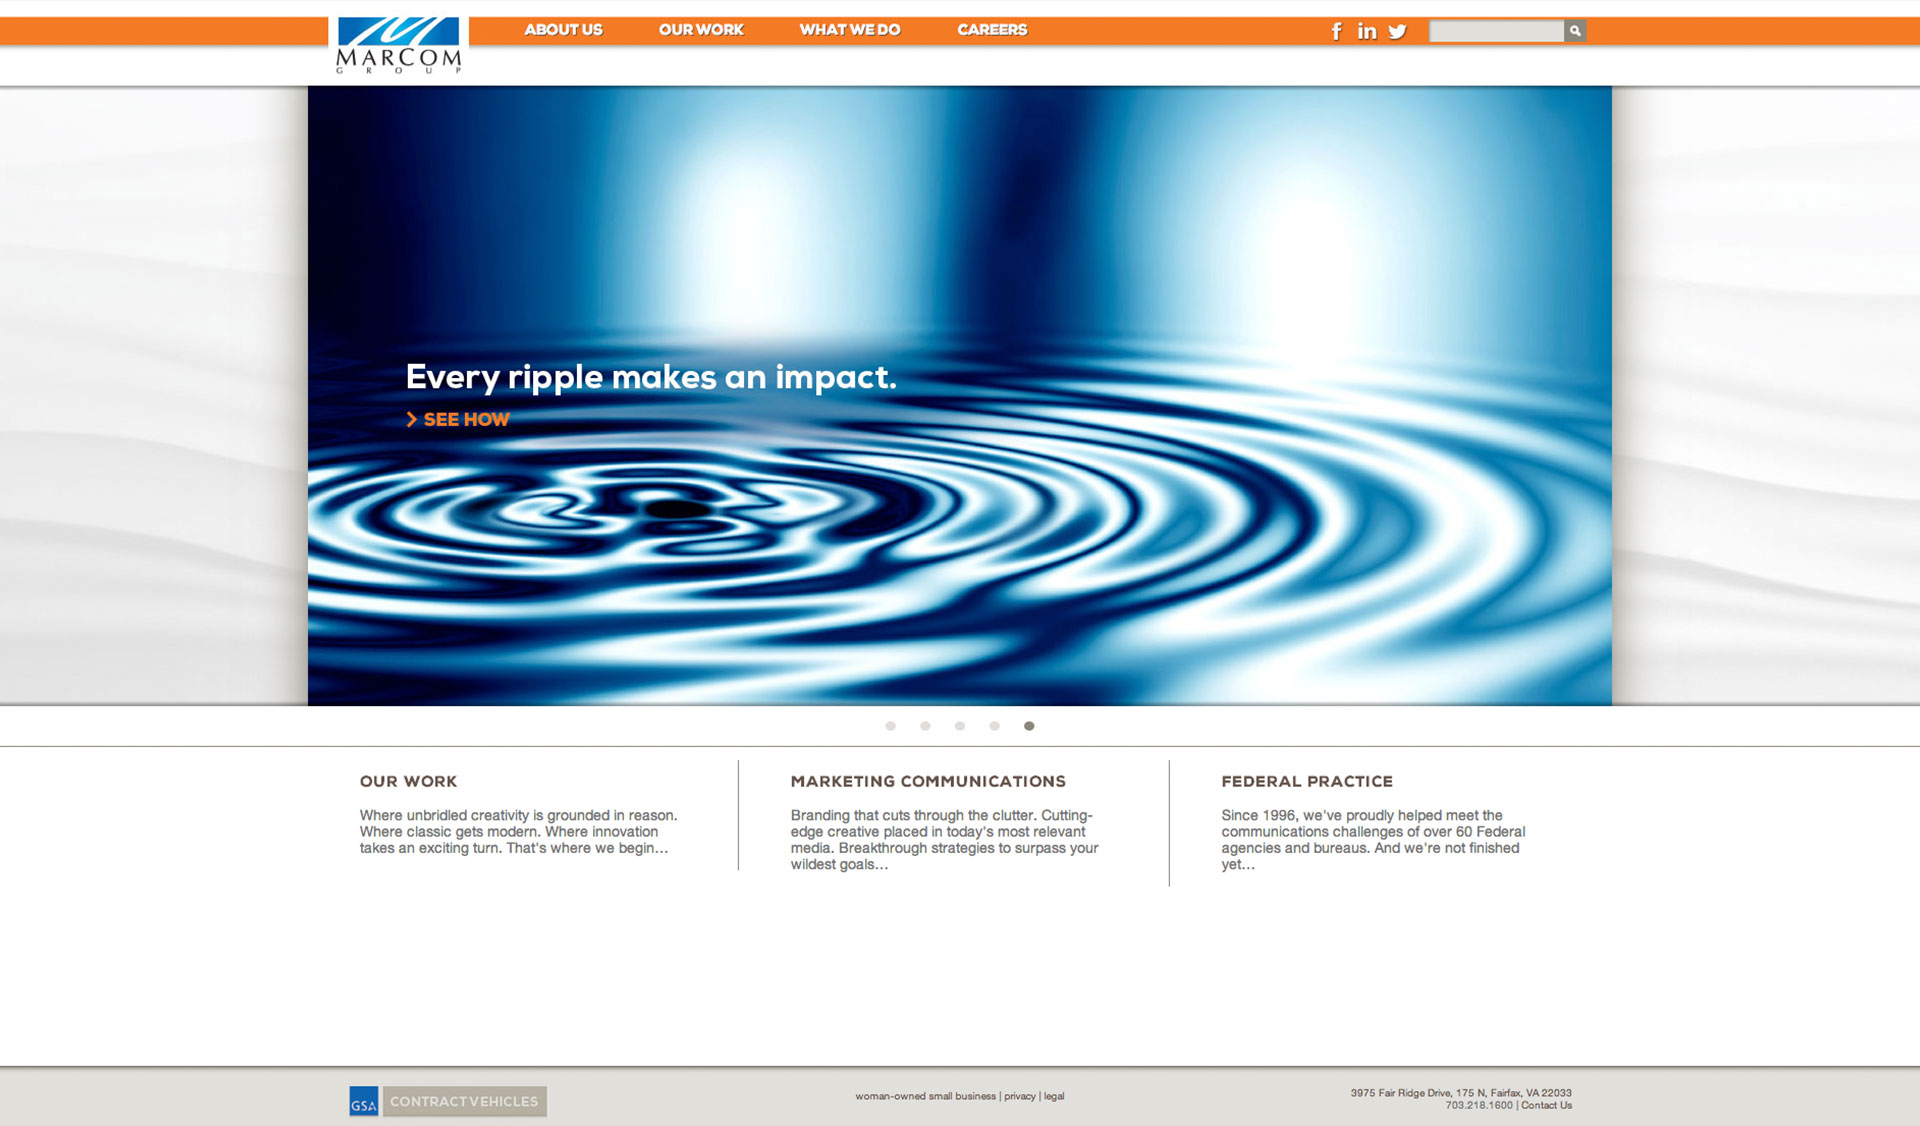 MARCOM
GROUP
ABOUT US
OUR WORK
WHAT WE DO
CAREERS
f in
Every ripple makes an impact.
> SEE HOW
OUR WORK
Where unbridled creativity is grounded in reason.
Where classic gets modern. Where innovation
takes an exciting turn. That's where we begin...
MARKETING COMMUNICATIONS
Branding that cuts through the clutter. Cutting-
edge creative placed in today's most relevant
media. Breakthrough strategies to surpass your
wildest goals...
FEDERAL PRACTICE
Since 1996, we've proudly helped meet the
communications challenges of over 60 Federal
agencies and bureaus. And we're not finished
yet...
GSA CONTRACT VEHICLES
woman-owned small business | privacy | legal
3975 Fair Ridge Drive, 175 N, Fairfax, VA 22033
703.218.1600 | Contact Us